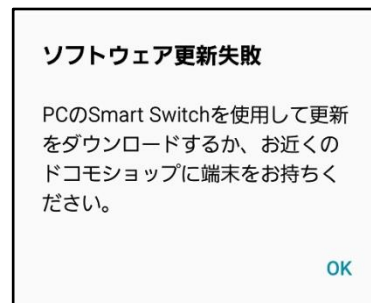 ソフトウェア更新失敗
PCのSmart Switchを使用して更新
をダウンロードするか、お近くの
ドコモショップに端末をお持ちく
ださい。
OK